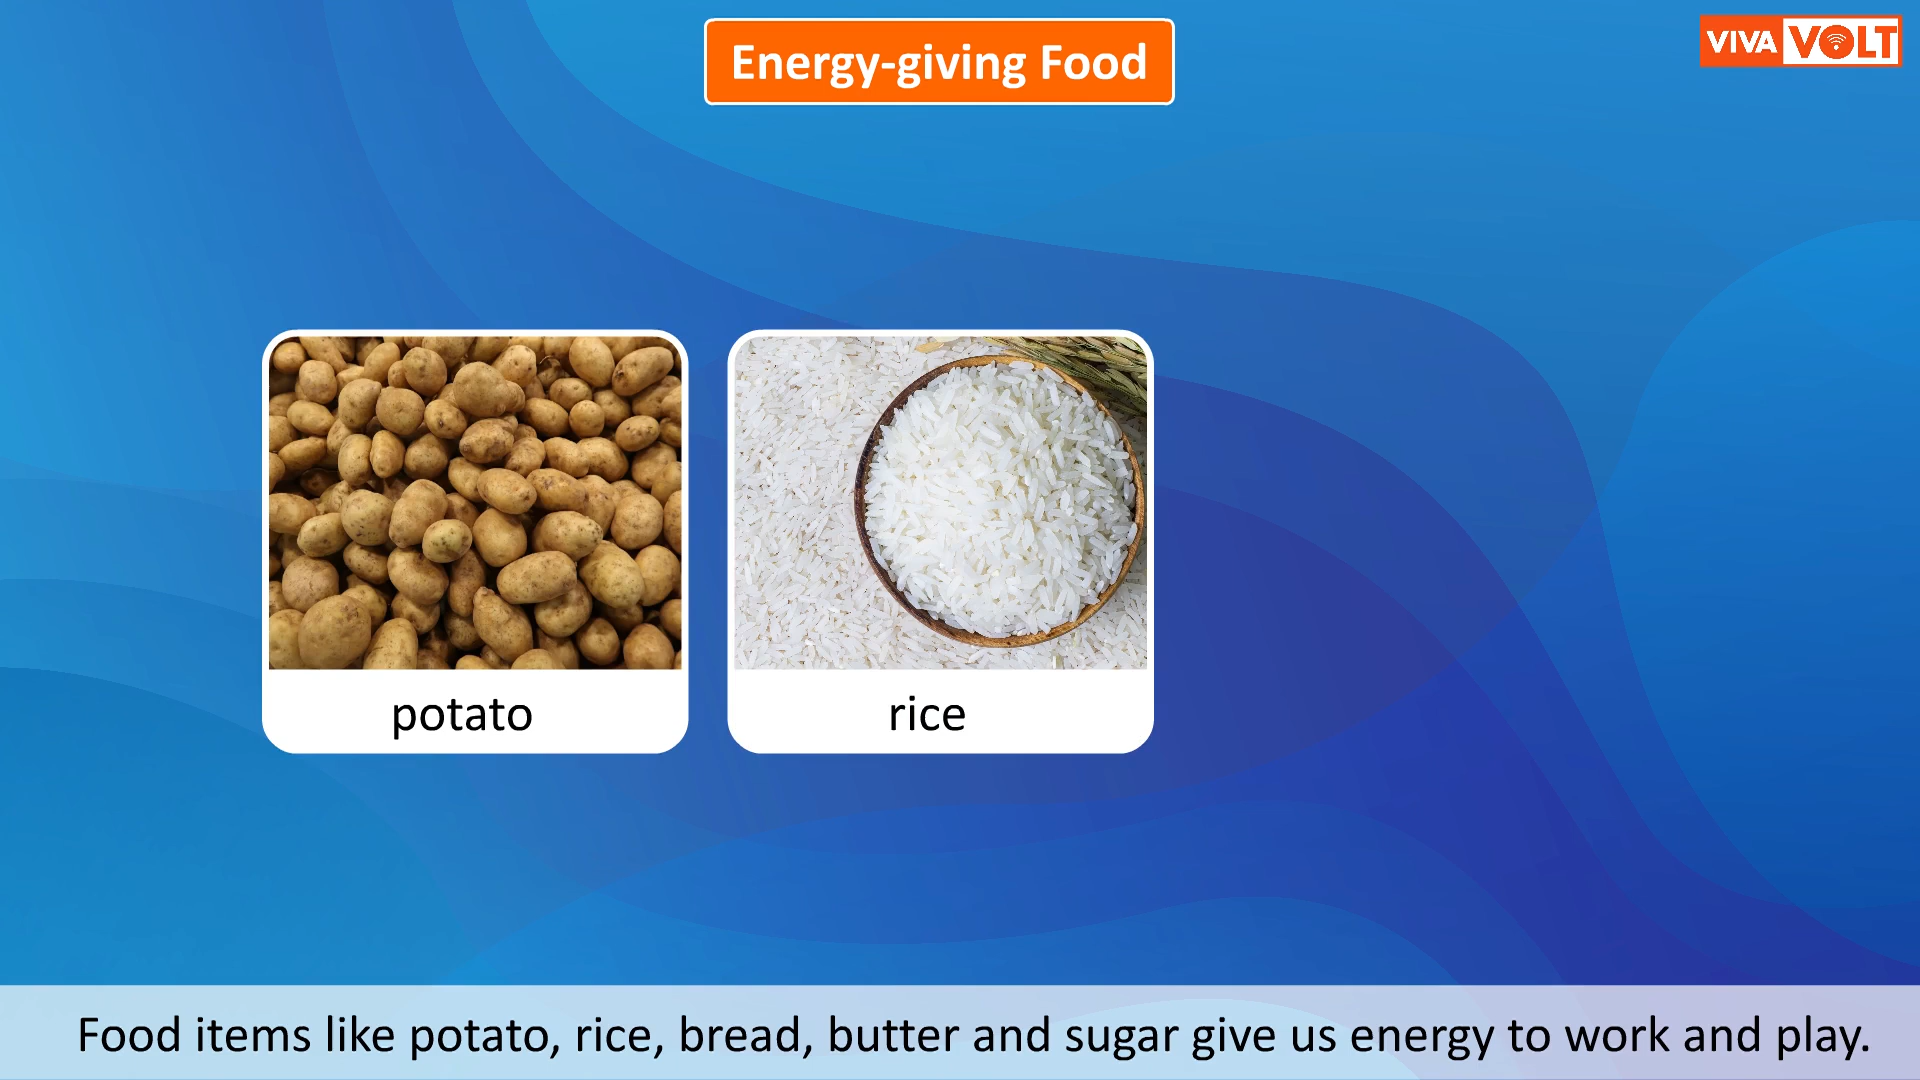 Energy-giving Food
VIVA VOLT
potato
rice
Food items like potato, rice, bread, butter and sugar give us energy to work and play.